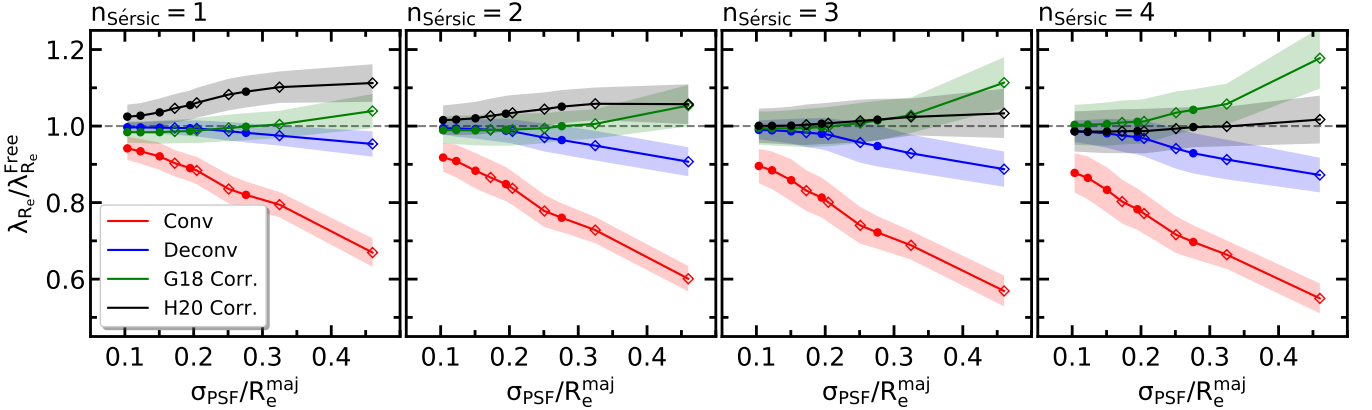 n_Sérsic = 1
n_Sérsic = 2
n_Sérsic = 3
n_Sérsic = 4
λ_Re/λ_Re^Free
1.2
1.0
0.8
0.6
Conv
Deconv
G18 Corr.
H20 Corr.
0.1 0.2 0.3 0.4
0.1 0.2 0.3 0.4
0.1 0.2 0.3 0.4
0.1 0.2 0.3 0.4
σ_PSF/R_e^maj
σ_PSF/R_e^maj
σ_PSF/R_e^maj
σ_PSF/R_e^maj